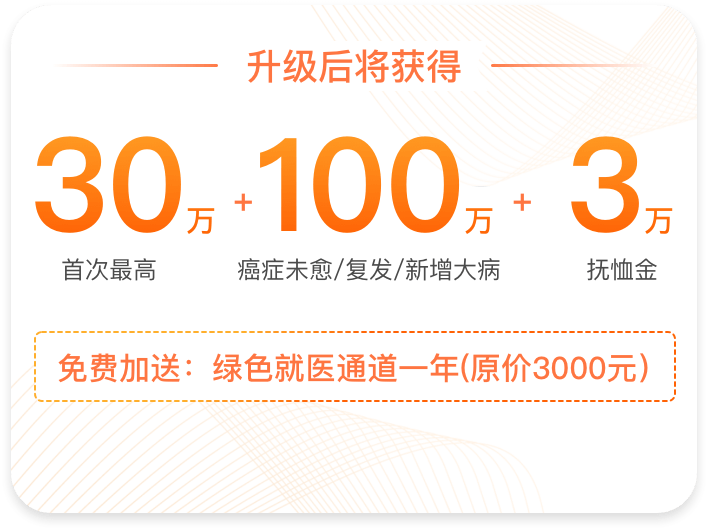 升级后将获得
30万 + 100万 + 3万
首次最高 癌症未愈/复发/新增大病 抚恤金
免费加送：绿色就医通道一年(原价3000元)